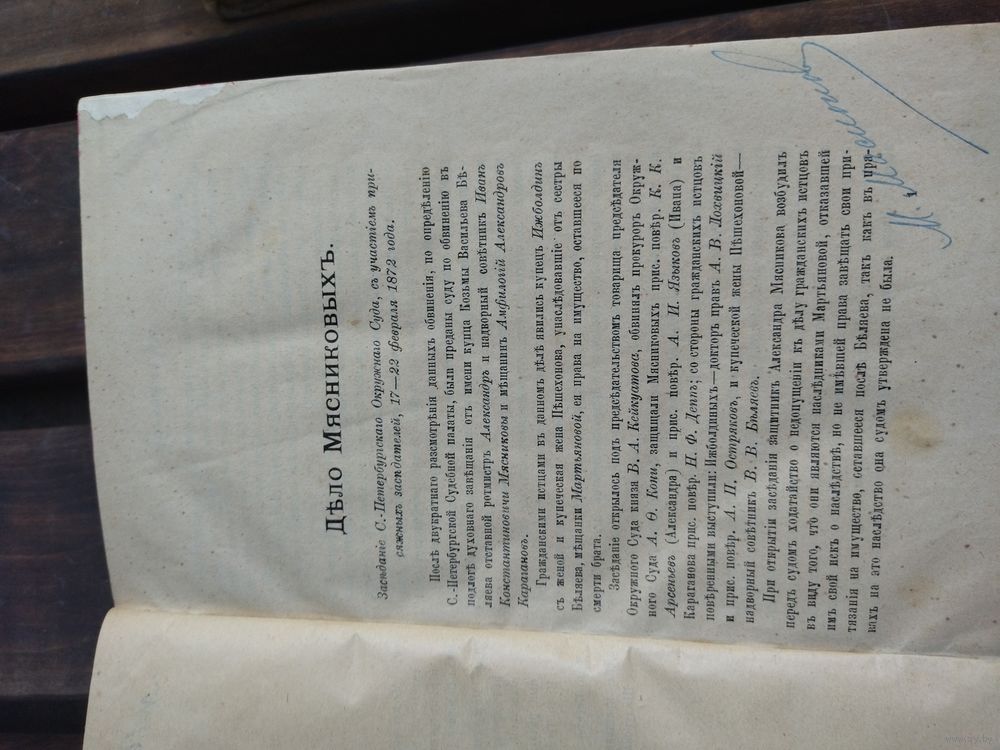 Дѣло Мясниковыхъ.
Засѣданіе С.-Петербургскаго Окружнаго Суда, съ участіемъ при-
сяжныхъ засѣдателей, 17—22 февраля 1872 года.
Послѣ двукратнаго разсмотрѣнія данныхъ обвиненія, по опредѣленію
С.-Петербургской Судебной палаты, были преданы суду по обвиненію въ
подлогѣ духовнаго завѣщанія отъ имени купца Козьмы Васильева Бѣ-
ляева отставной ротмистръ Александръ и надворный совѣтникъ Иванъ
Константиновичи Мясниковы и мѣщанинъ Амфилогій Александровъ
Карагановъ.
Гражданскими истцами въ данномъ дѣлѣ явились купецъ Ижболдинъ
съ женой и купеческая жена Пѣшехонова, унаслѣдовавшіе отъ сестры
Бѣляева, мѣщанки Мартьяновой, ея права на имущество, оставшееся по
смерти брата.
Засѣданіе открылось подъ предсѣдательствомъ товарища предсѣдателя
Окружнаго Суда князя В. А. Кейкуатова, обвинялъ прокуроръ Окруж-
наго Суда А. Ѳ. Кони, защищали Мясниковыхъ прис. повѣр. К. К.
Арсеньевъ (Александра) и прис. повѣр. А. И. Языковъ (Ивана) и
Караганова прис. повѣр. Н. Ф. Деппъ; со стороны гражданскихъ истцовъ
повѣренными выступили: Ижболдиныхъ—докторъ правъ А. В. Лохвицкій
и прис. повѣр. А. П. Остряковъ, и купеческой жены Пѣшехоновой—
надворный совѣтникъ В. В. Бѣляевъ.
При открытіи засѣданія защитникъ Александра Мясникова возбудилъ
передъ судомъ ходатайство о недопущеніи къ дѣлу гражданскихъ истцовъ
въ виду того, что они являются наслѣдниками Мартьяновой, отказавшей
имъ свой искъ о наслѣдствѣ, но не имѣвшей права завѣщать свои при-
тязанія на имущество, оставшееся послѣ Бѣляева, такъ какъ въ пра-
вахъ на это наслѣдство она судомъ утверждена не была.